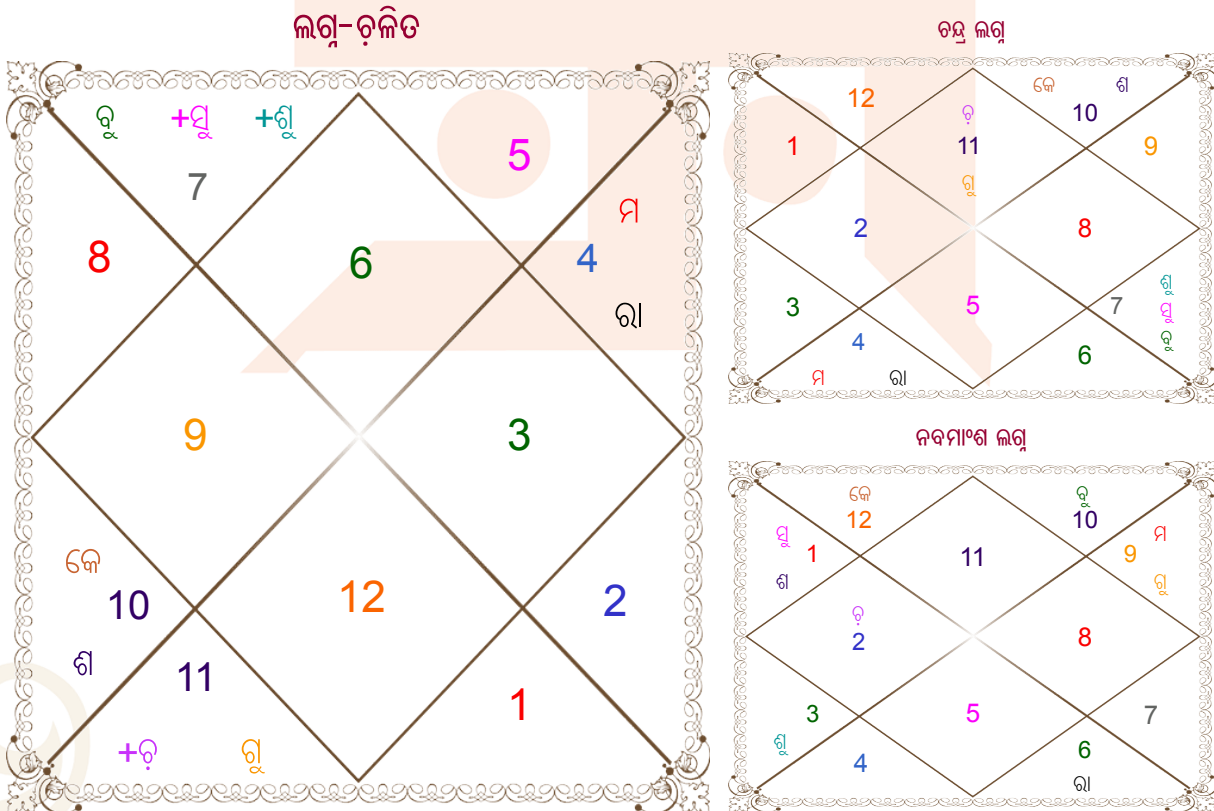 ଲଗ୍ନ-ଚ଼ଳିତ
ବୁ +ସୁ +ଶୁ
5
7
ମ
8 6 4
ରା
9 3
କେ
10 12 2
ଶ
11 1
+ଚ଼ ଗୁ
ଚନ୍ଦ୍ର ଲଗ୍ନ
12 କେ ଶ
ଚ଼ 10
1 11 9
ଗୁ
2 8
ଶୁ
3 5 7 ସୁ
4 6 ବୁ
ମ ରା
ନବମାଂଶ ଲଗ୍ନ
କେ ବୁ
12 10
ସୁ 1 11 9 ମ
ଶ ଗୁ
ଚ଼
2 8
3 5 7
ଶୁ 4 6
ରା